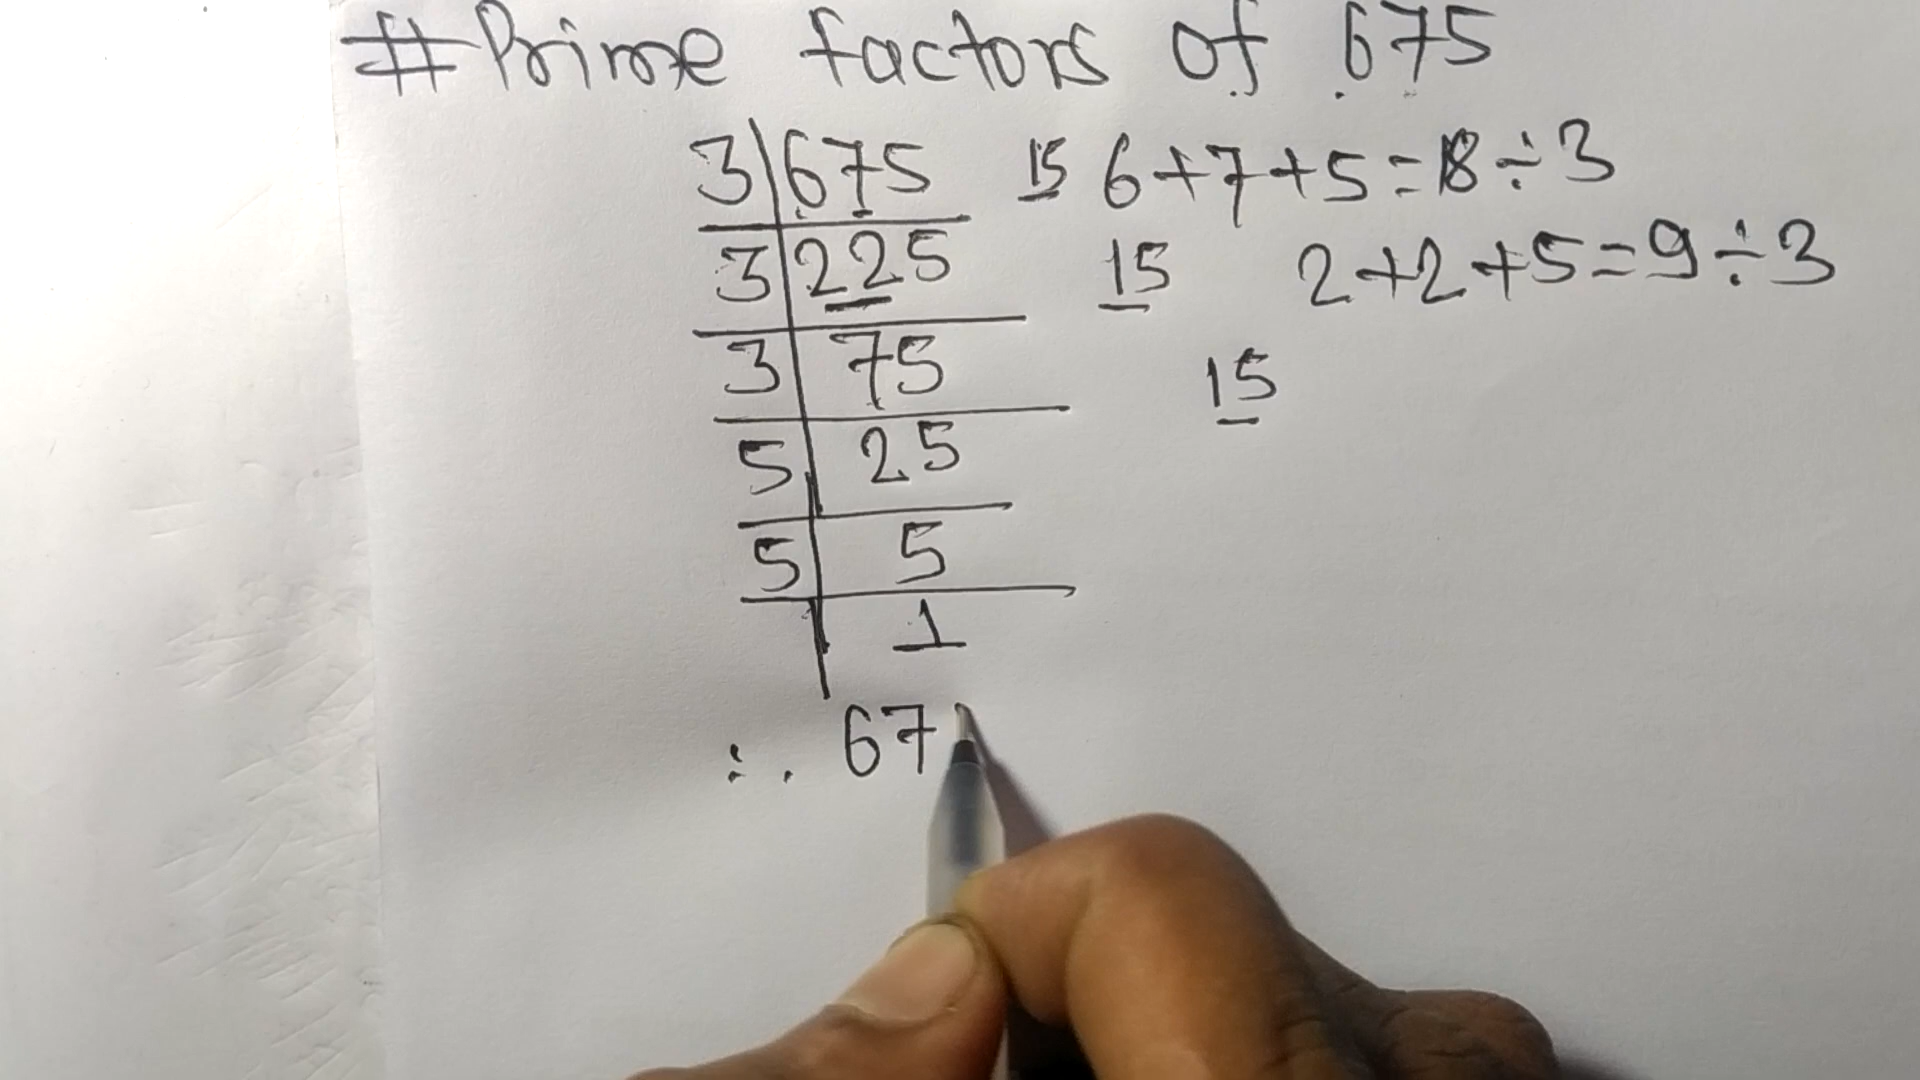 #Prime factors of 675
3 675 15 6+7+5=18÷3
3 225 15 2+2+5=9÷3
3 75 15
5 25
5 5
1
∴ 67